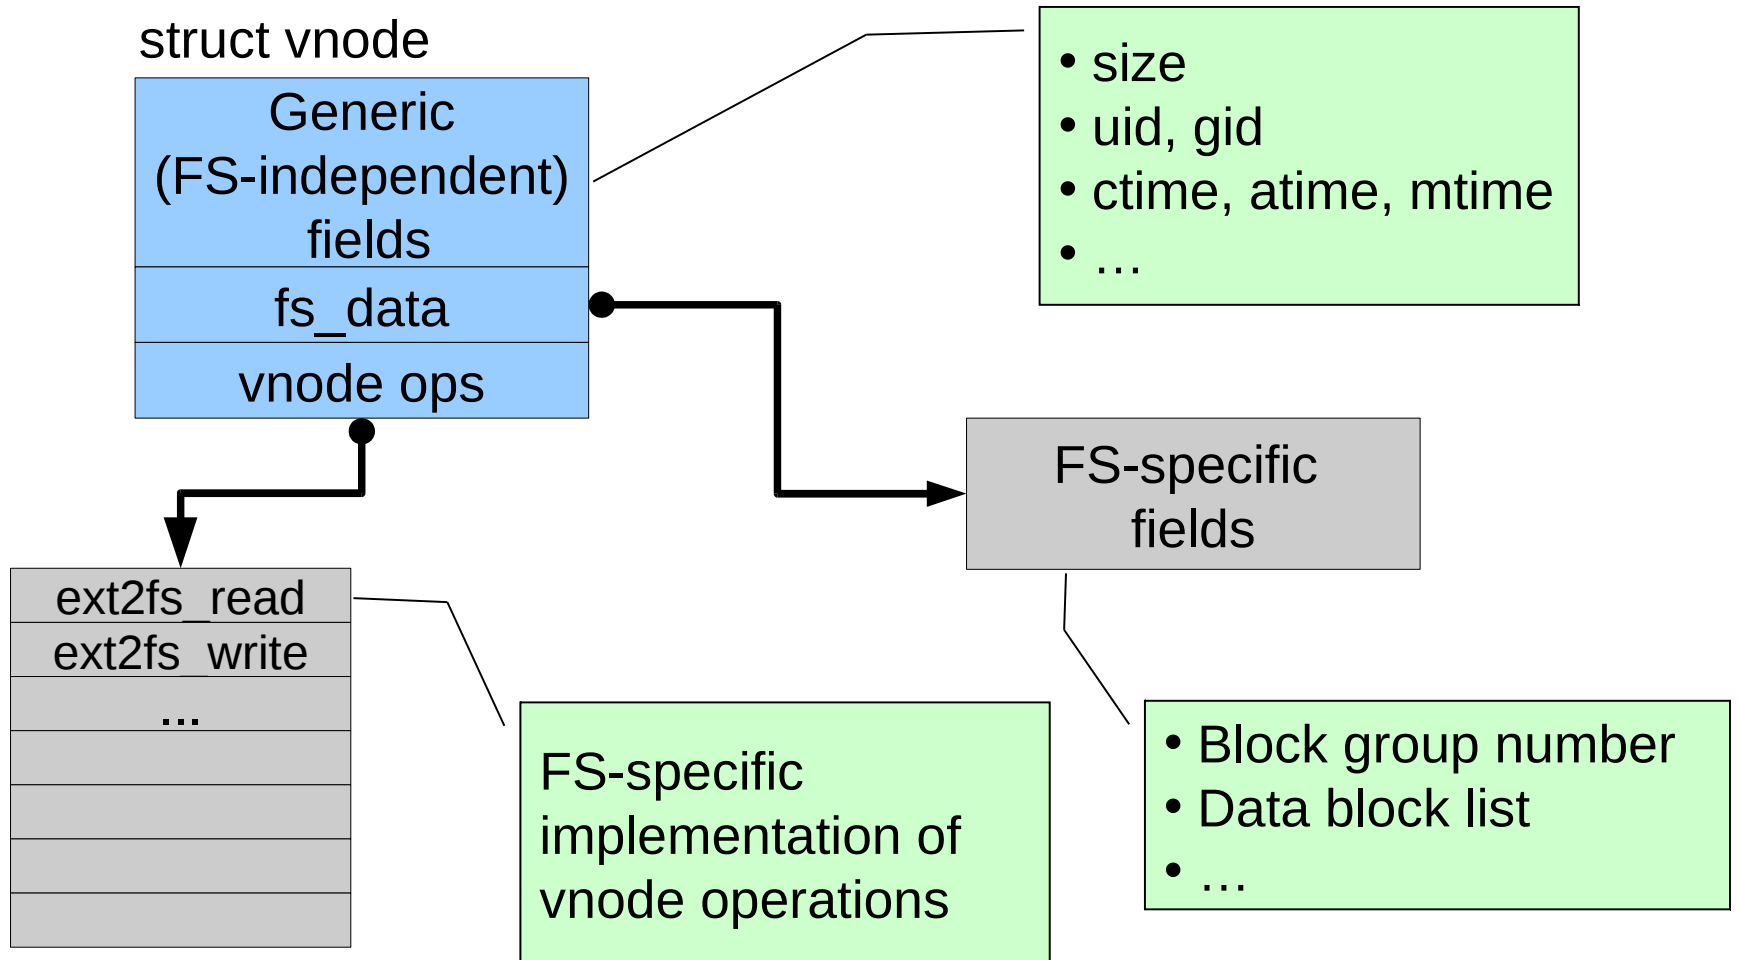 struct vnode
Generic
(FS-independent)
fields
fs_data
vnode ops
• size
• uid, gid
• ctime, atime, mtime
• …
FS-specific
fields
ext2fs_read
ext2fs_write
...
FS-specific
implementation of
vnode operations
• Block group number
• Data block list
• …